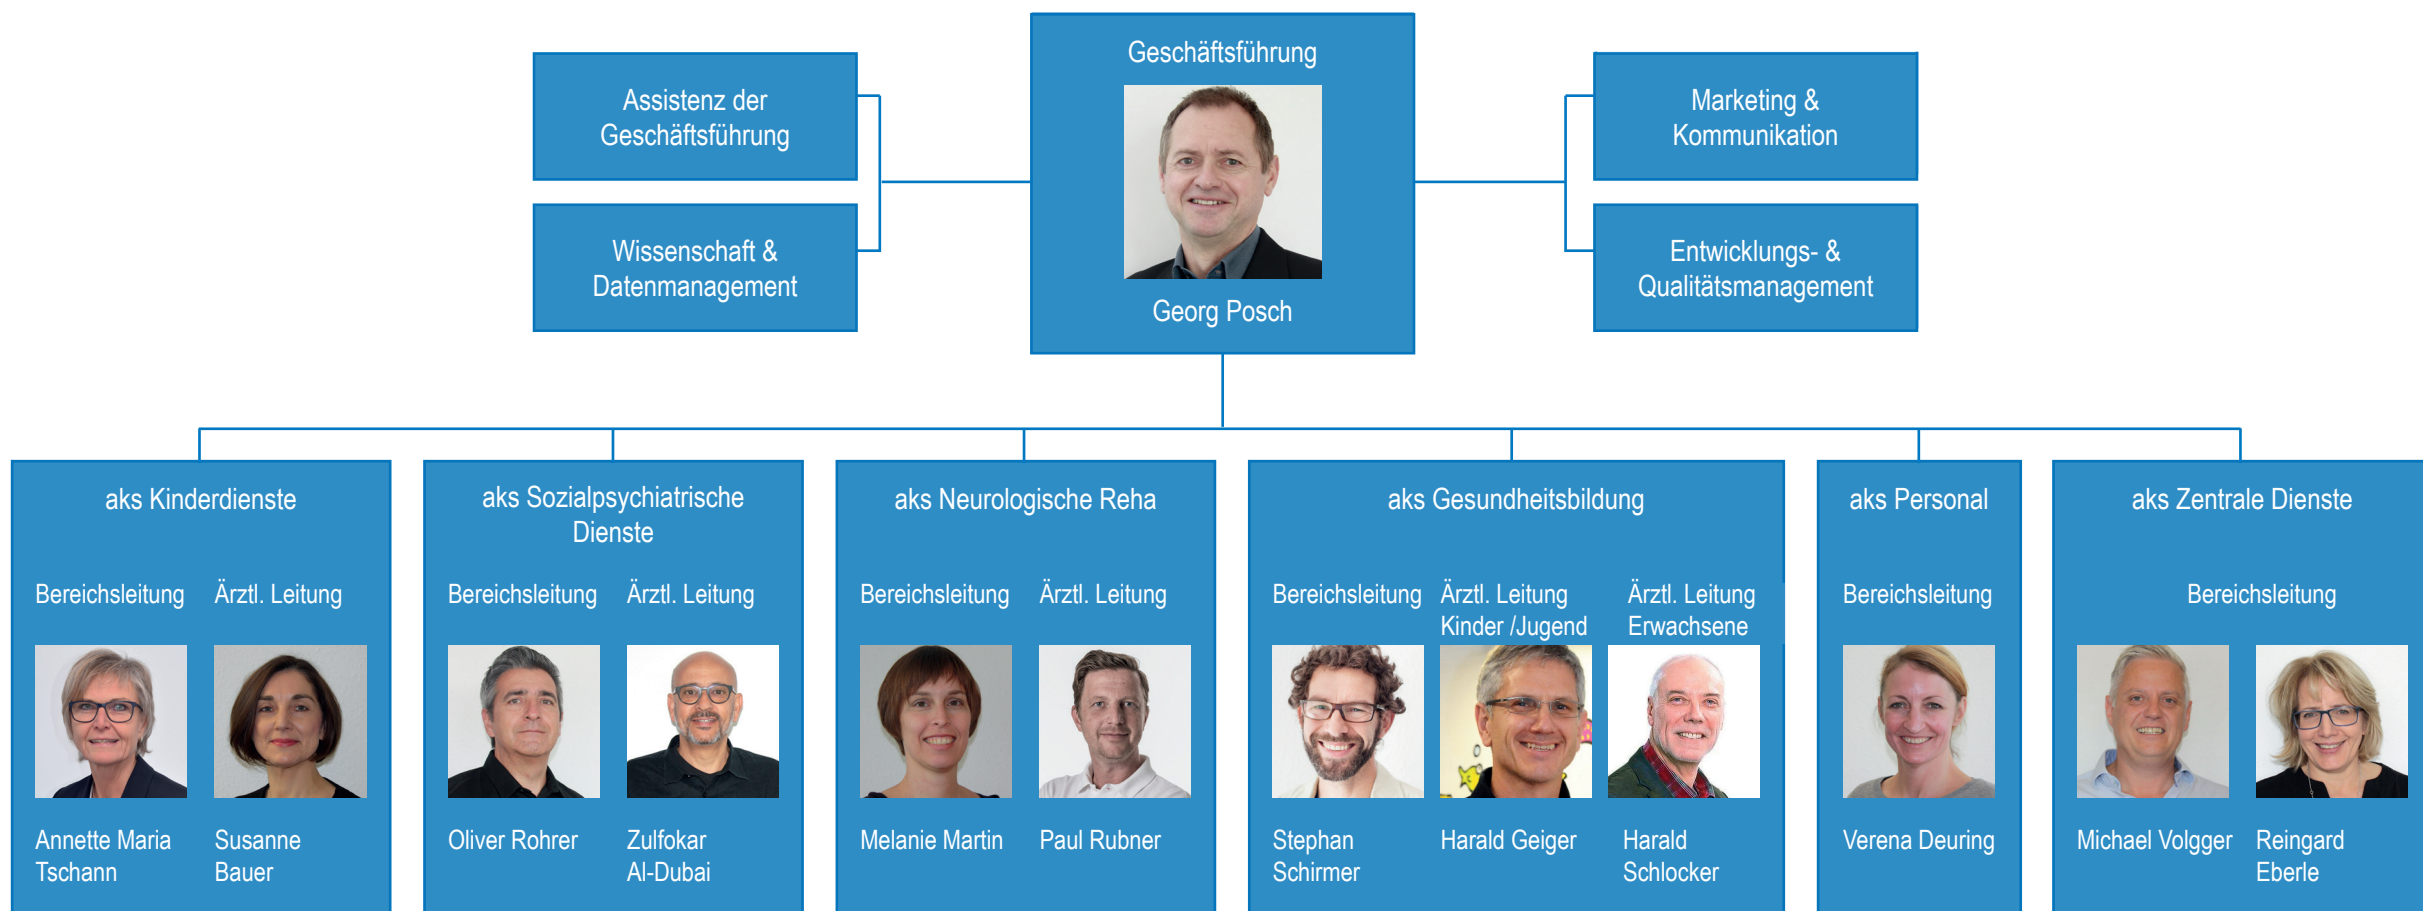 Geschäftsführung
Georg Posch
Assistenz der
Geschäftsführung
Wissenschaft &
Datenmanagement
Marketing &
Kommunikation
Entwicklungs- &
Qualitätsmanagement
aks Kinderdienste
Bereichsleitung
Annette Maria
Tschann
Ärztl. Leitung
Susanne
Bauer
aks Sozialpsychiatrische
Dienste
Bereichsleitung
Oliver Rohrer
Ärztl. Leitung
Zulfokar
Al-Dubai
aks Neurologische Reha
Bereichsleitung
Melanie Martin
Ärztl. Leitung
Paul Rubner
aks Gesundheitsbildung
Bereichsleitung
Stephan
Schirmer
Ärztl. Leitung
Kinder /Jugend
Harald Geiger
Ärztl. Leitung
Erwachsene
Harald
Schlocker
aks Personal
Bereichsleitung
Verena Deuring
aks Zentrale Dienste
Bereichsleitung
Michael Volgger
Reingard
Eberle